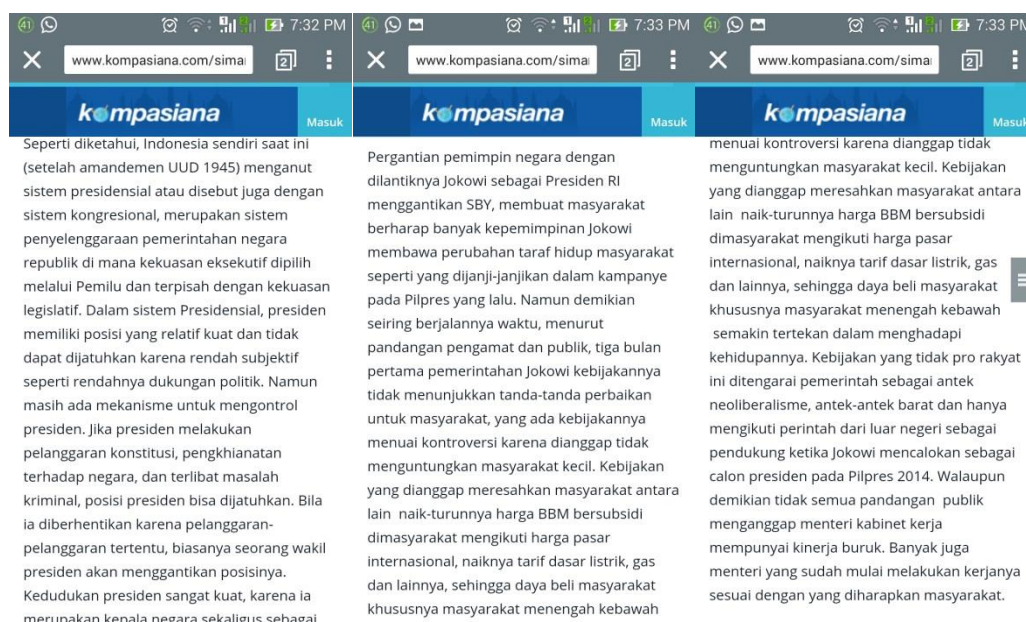 41 7:32 PM
www.kompasiana.com/sima 2
kompasiana
Masuk
Seperti diketahui, Indonesia sendiri saat ini
(setelah amandemen UUD 1945) menganut
sistem presidensial atau disebut juga dengan
sistem kongresional, merupakan sistem
penyelenggaraan pemerintahan negara
republik di mana kekuasan eksekutif dipilih
melalui Pemilu dan terpisah dengan kekuasan
legislatif. Dalam sistem Presidensial, presiden
memiliki posisi yang relatif kuat dan tidak
dapat dijatuhkan karena rendah subjektif
seperti rendahnya dukungan politik. Namun
masih ada mekanisme untuk mengontrol
presiden. Jika presiden melakukan
pelanggaran konstitusi, pengkhianatan
terhadap negara, dan terlibat masalah
kriminal, posisi presiden bisa dijatuhkan. Bila
ia diberhentikan karena pelanggaran-
pelanggaran tertentu, biasanya seorang wakil
presiden akan menggantikan posisinya.
Kedudukan presiden sangat kuat, karena ia
merupakan kepala negara sekaligus sebagai
41 7:33 PM
www.kompasiana.com/sima 2
kompasiana
Masuk
Pergantian pemimpin negara dengan
dilantiknya Jokowi sebagai Presiden RI
menggantikan SBY, membuat masyarakat
berharap banyak kepemimpinan Jokowi
membawa perubahan taraf hidup masyarakat
seperti yang dijanji-janjikan dalam kampanye
pada Pilpres yang lalu. Namun demikian
seiring berjalannya waktu, menurut
pandangan pengamat dan publik, tiga bulan
pertama pemerintahan Jokowi kebijakannya
tidak menunjukkan tanda-tanda perbaikan
untuk masyarakat, yang ada kebijakannya
menuai kontroversi karena dianggap tidak
menguntungkan masyarakat kecil. Kebijakan
yang dianggap meresahkan masyarakat antara
lain naik-turunnya harga BBM bersubsidi
dimasyarakat mengikuti harga pasar
internasional, naiknya tarif dasar listrik, gas
dan lainnya, sehingga daya beli masyarakat
khususnya masyarakat menengah kebawah
41 7:33 PM
www.kompasiana.com/sima 2
kompasiana
Masuk
menuai kontroversi karena dianggap tidak
menguntungkan masyarakat kecil. Kebijakan
yang dianggap meresahkan masyarakat antara
lain naik-turunnya harga BBM bersubsidi
dimasyarakat mengikuti harga pasar
internasional, naiknya tarif dasar listrik, gas
dan lainnya, sehingga daya beli masyarakat
khususnya masyarakat menengah kebawah
semakin tertekan dalam menghadapi
kehidupannya. Kebijakan yang tidak pro rakyat
ini ditengarai pemerintah sebagai antek
neoliberalisme, antek-antek barat dan hanya
mengikuti perintah dari luar negeri sebagai
pendukung ketika Jokowi mencalokan sebagai
calon presiden pada Pilpres 2014. Walaupun
demikian tidak semua pandangan publik
menganggap menteri kabinet kerja
mempunyai kinerja buruk. Banyak juga
menteri yang sudah mulai melakukan kerjanya
sesuai dengan yang diharapkan masyarakat.